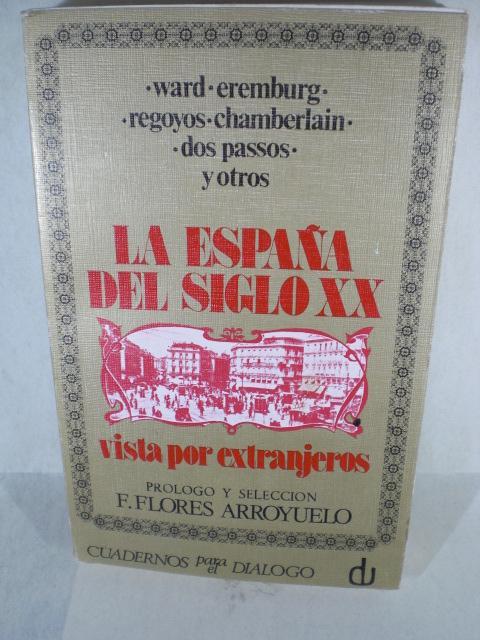 ·ward·eremburg·
·regoyos·chamberlain·
·dos passos·
y otros
LA ESPAÑA
DEL SIGLO XX
vista por extranjeros
PROLOGO Y SELECCION
F. FLORES ARROYUELO
CUADERNOS para el DIALOGO